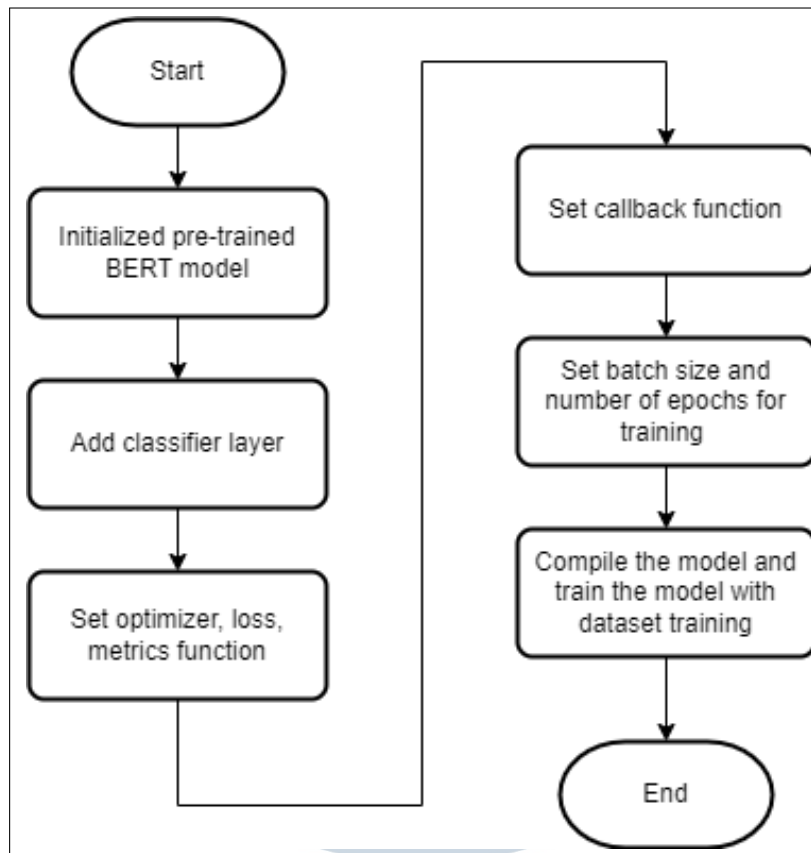 Start
Initialized pre-trained
BERT model
Add classifier layer
Set optimizer, loss,
metrics function
Set callback function
Set batch size and
number of epochs for
training
Compile the model and
train the model with
dataset training
End